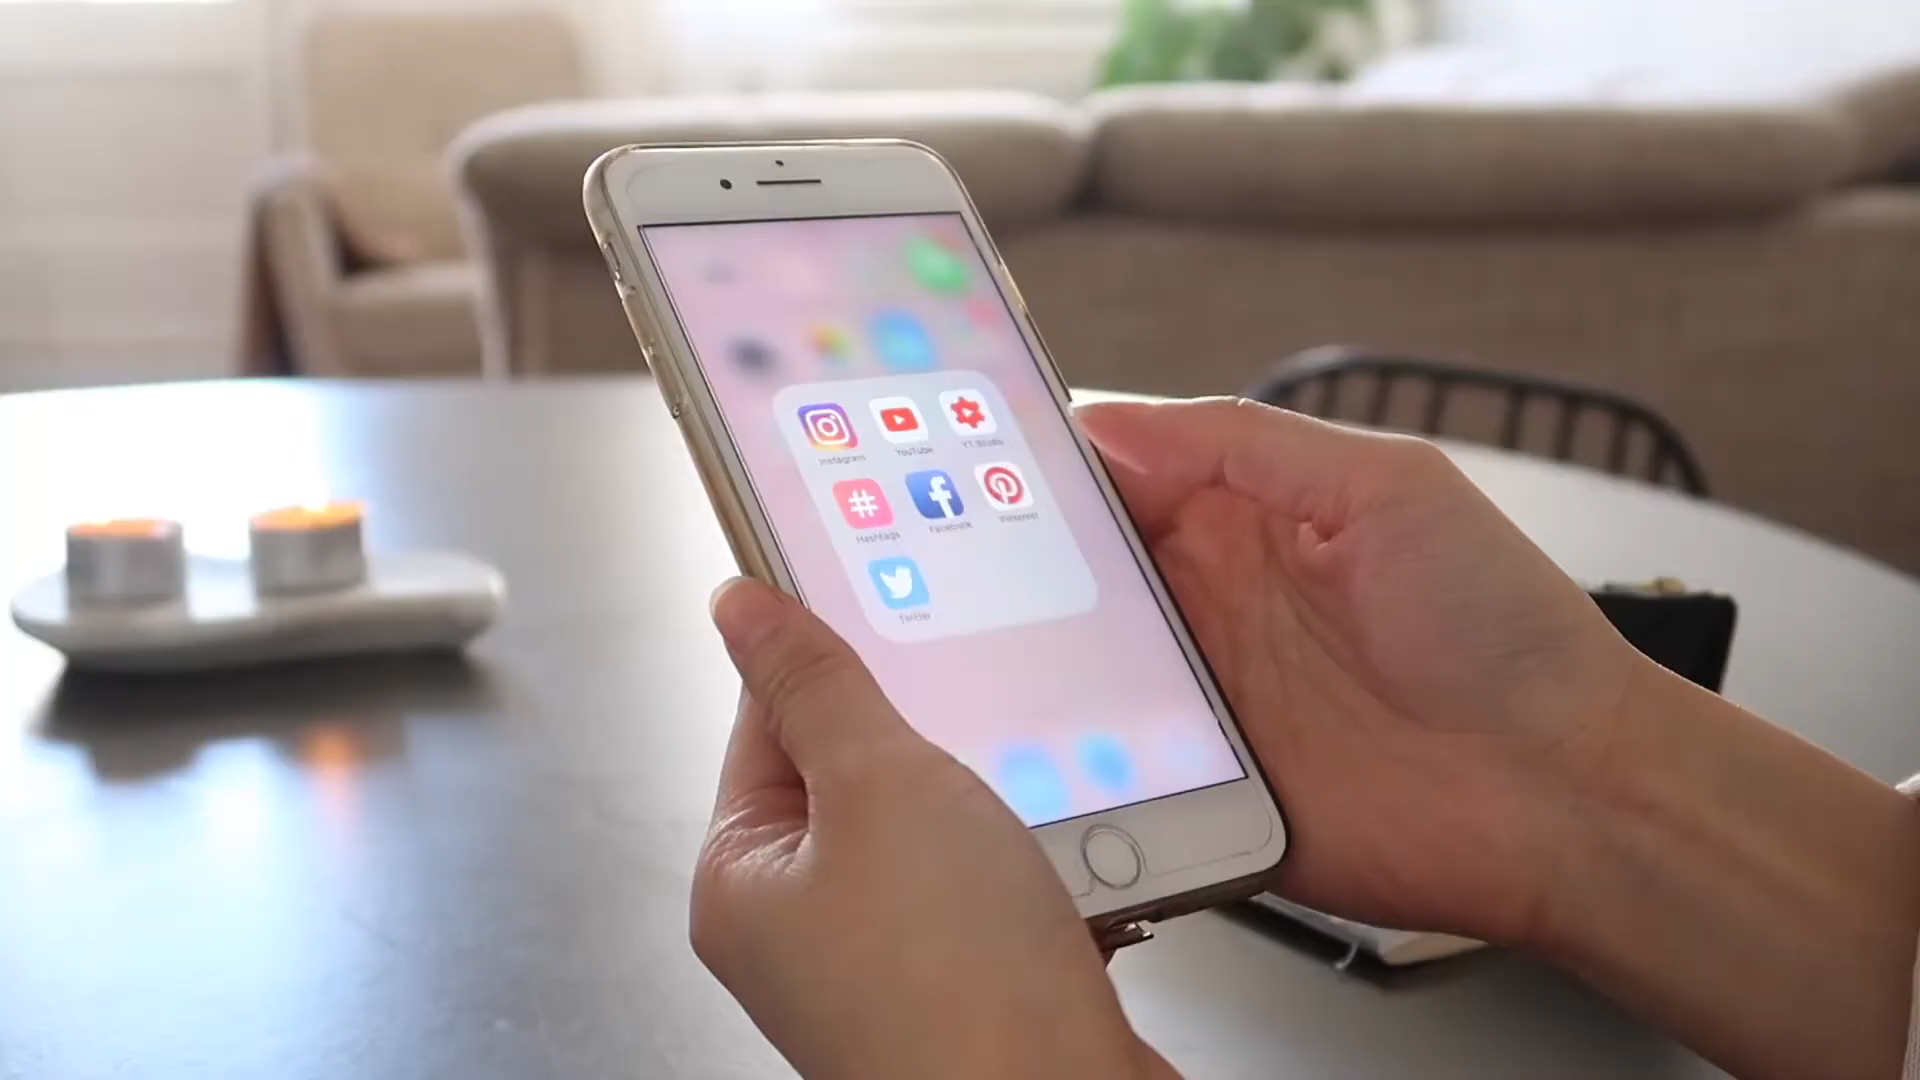 Instagram
YouTube
YT Studio
Hashtags
Facebook
Pinterest
Twitter